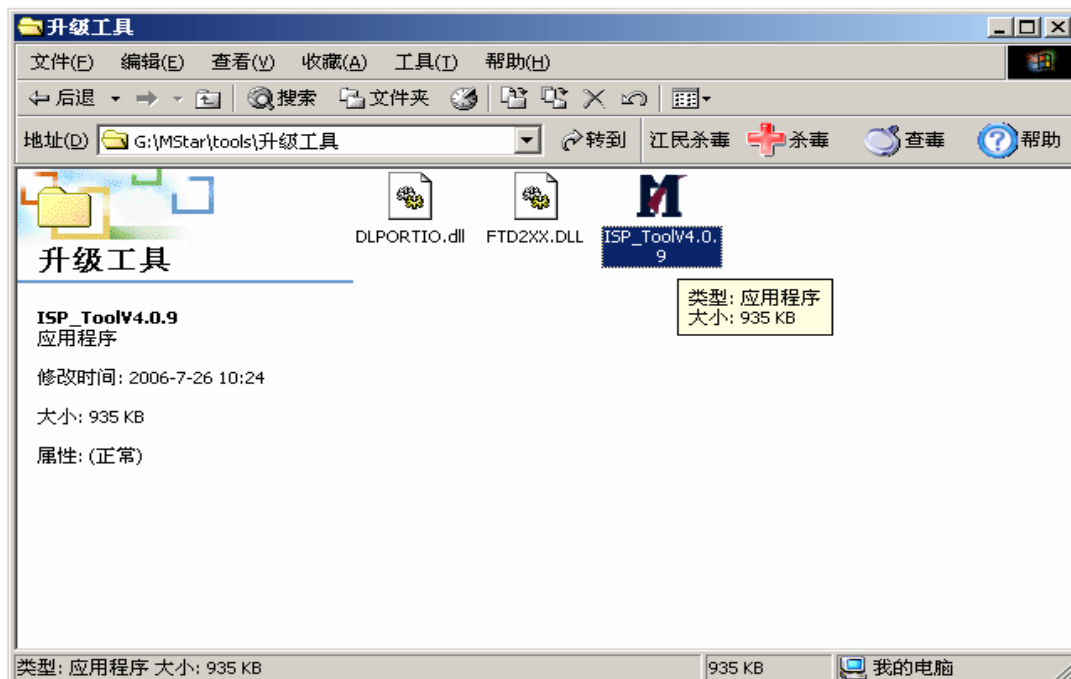 升级工具
文件(F) 编辑(E) 查看(V) 收藏(A) 工具(T) 帮助(H)
后退 搜索 文件夹
地址(D) G:\MStar\tools\升级工具 转到 江民杀毒 杀毒 查毒 帮助
DLPORTIO.dll FTD2XX.DLL ISP_ToolV4.0.
9
升级工具
类型: 应用程序
大小: 935 KB
ISP_ToolV4.0.9
应用程序
修改时间: 2006-7-26 10:24
大小: 935 KB
属性: (正常)
类型: 应用程序 大小: 935 KB 935 KB 我的电脑